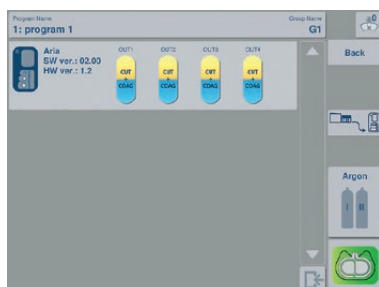 Program Name
Group Name
1: program 1
G1
Back
Aria
SW ver.: 02.00
HW ver.: 1.2
OUT1 OUT2 OUT3 OUT4
CUT CUT CUT CUT
COAG COAG COAG COAG
Argon
I II